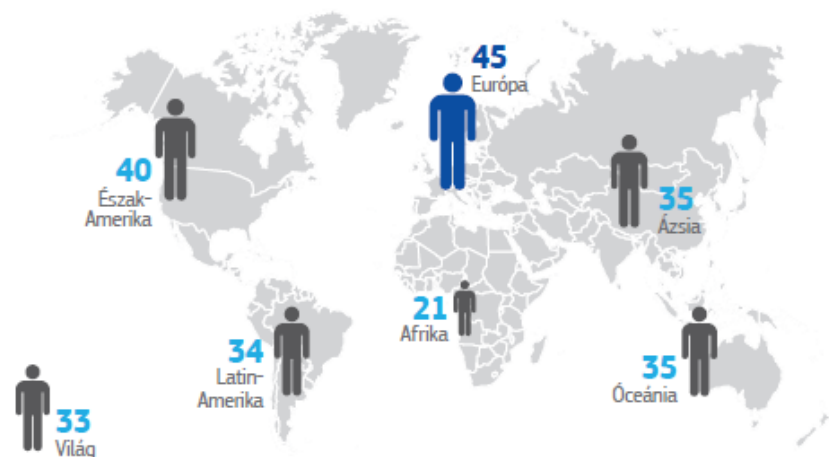 45
Európa
40
Észak-
Amerika
35
Ázsia
21
Afrika
34
Latin-
Amerika
35
Óceánia
33
Világ